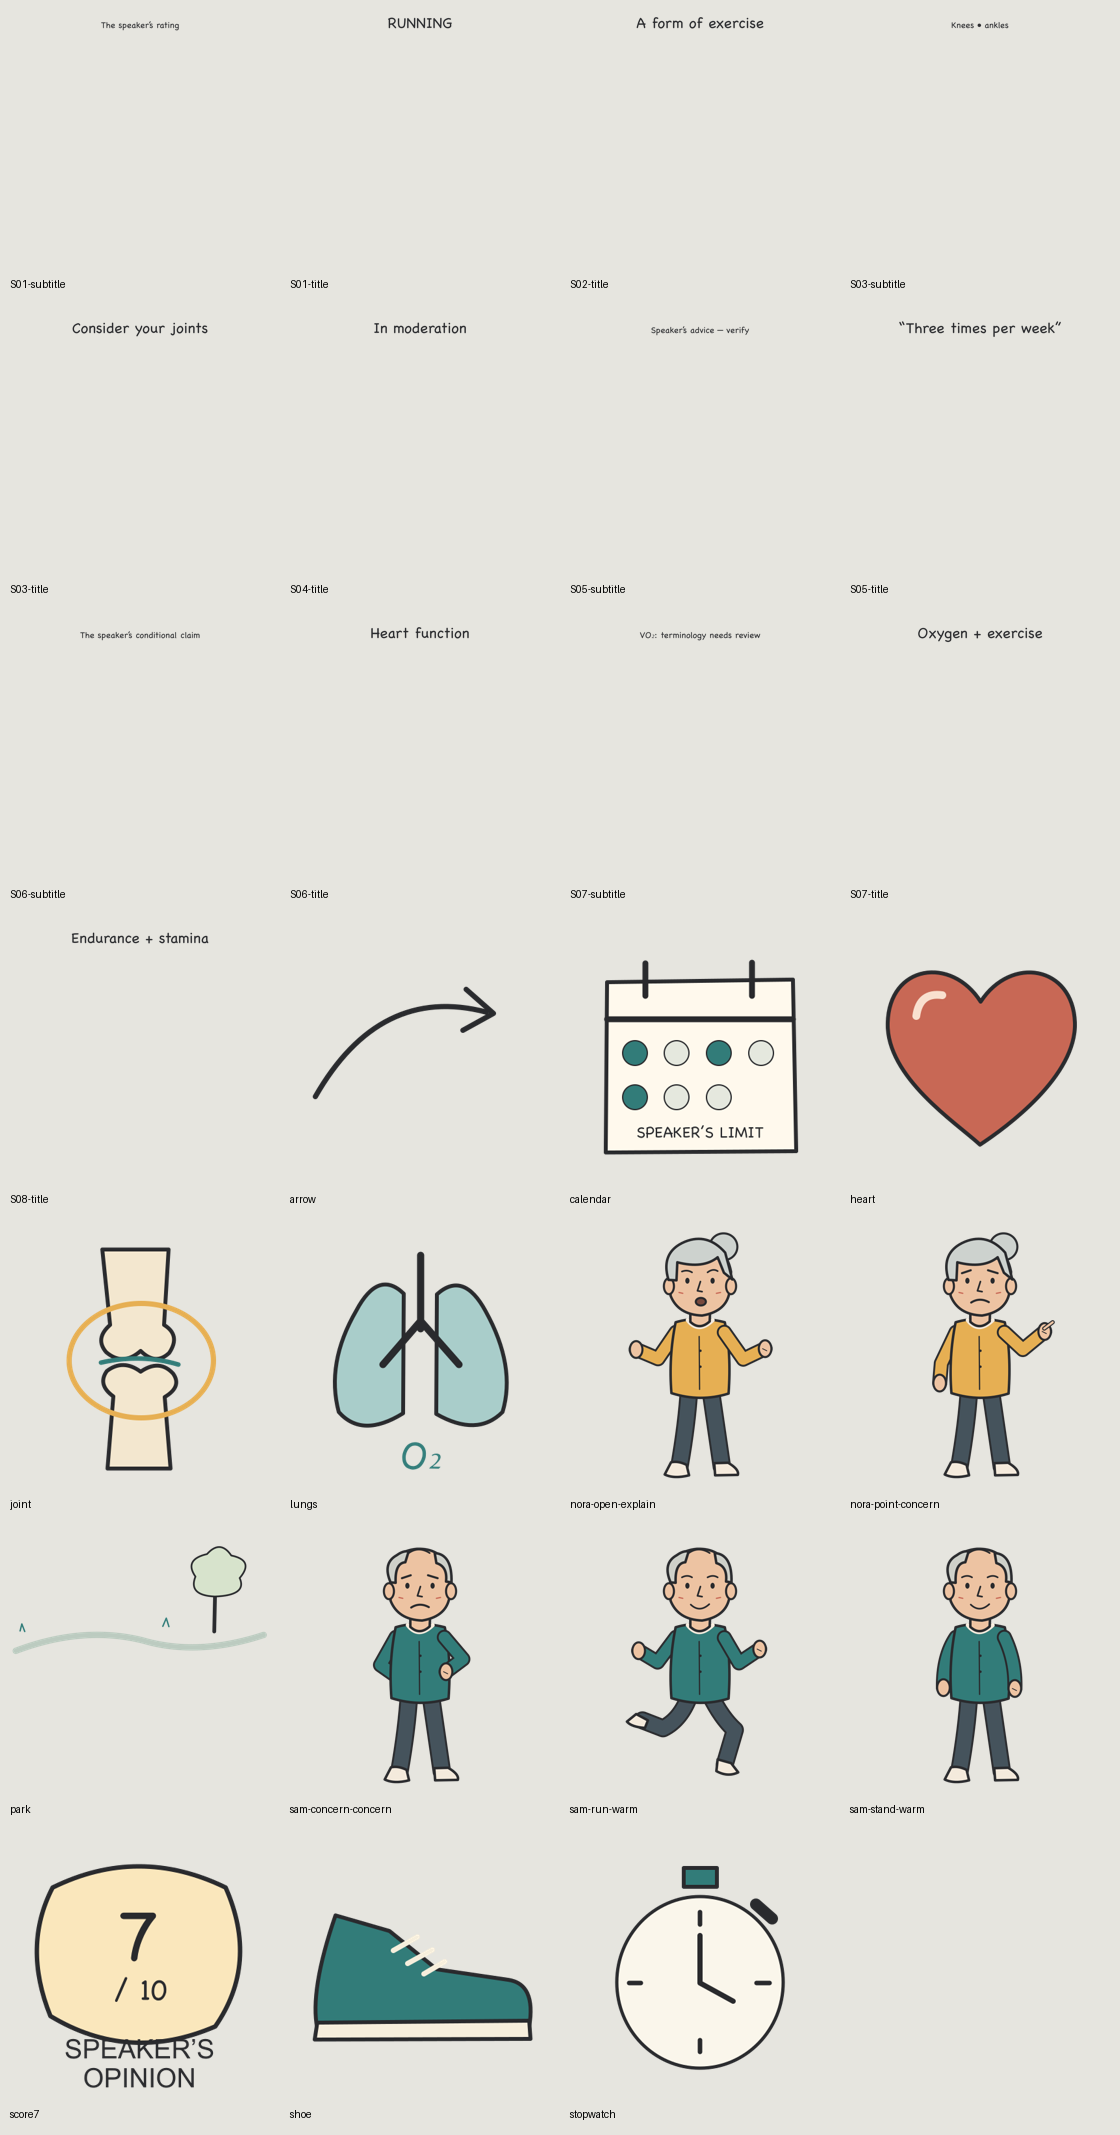 The speaker's rating
RUNNING
A form of exercise
Knees • ankles
S01-subtitle
S01-title
S02-title
S03-subtitle
Consider your joints
In moderation
Speaker's advice — verify
“Three times per week”
S03-title
S04-title
S05-subtitle
S05-title
The speaker's conditional claim
Heart function
VO₂: terminology needs review
Oxygen + exercise
S06-subtitle
S06-title
S07-subtitle
S07-title
Endurance + stamina
SPEAKER'S LIMIT
S08-title
arrow
calendar
heart
O₂
joint
lungs
nora-open-explain
nora-point-concern
park
sam-concern-concern
sam-run-warm
sam-stand-warm
7
/ 10
SPEAKER'S
OPINION
score7
shoe
stopwatch